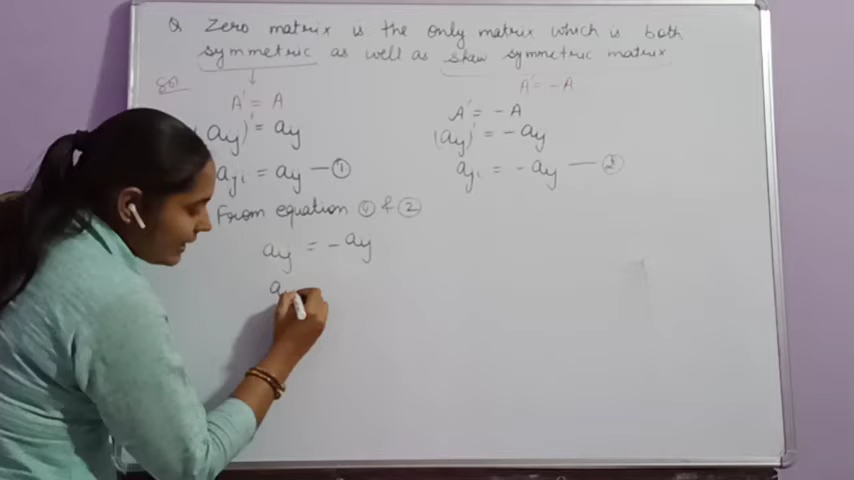 Q Zero matrix is the only matrix which is both
symmetric as well as skew symmetric matrix
Sol
A' = A
A' = -A
A' = -A
(aij)' = aij
(aij)' = -aij
aji = aij — ①
aji = -aij — ②
From equation ① & ②
aij = -aij
a